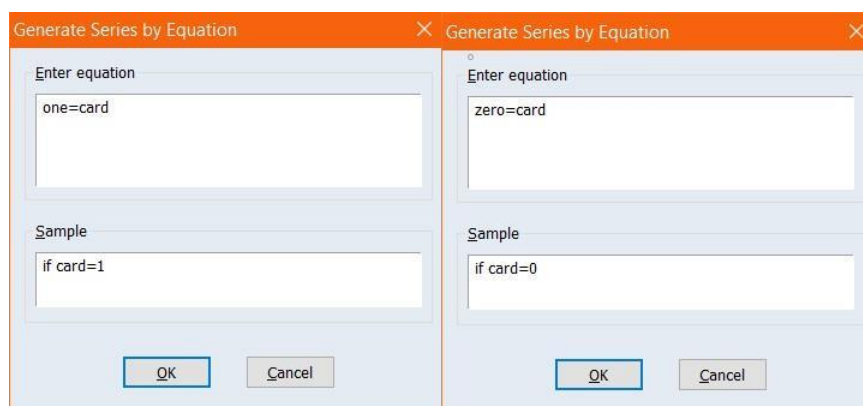 Generate Series by Equation
Enter equation
one=card
Sample
if card=1
OK
Cancel
Generate Series by Equation
Enter equation
zero=card
Sample
if card=0
OK
Cancel